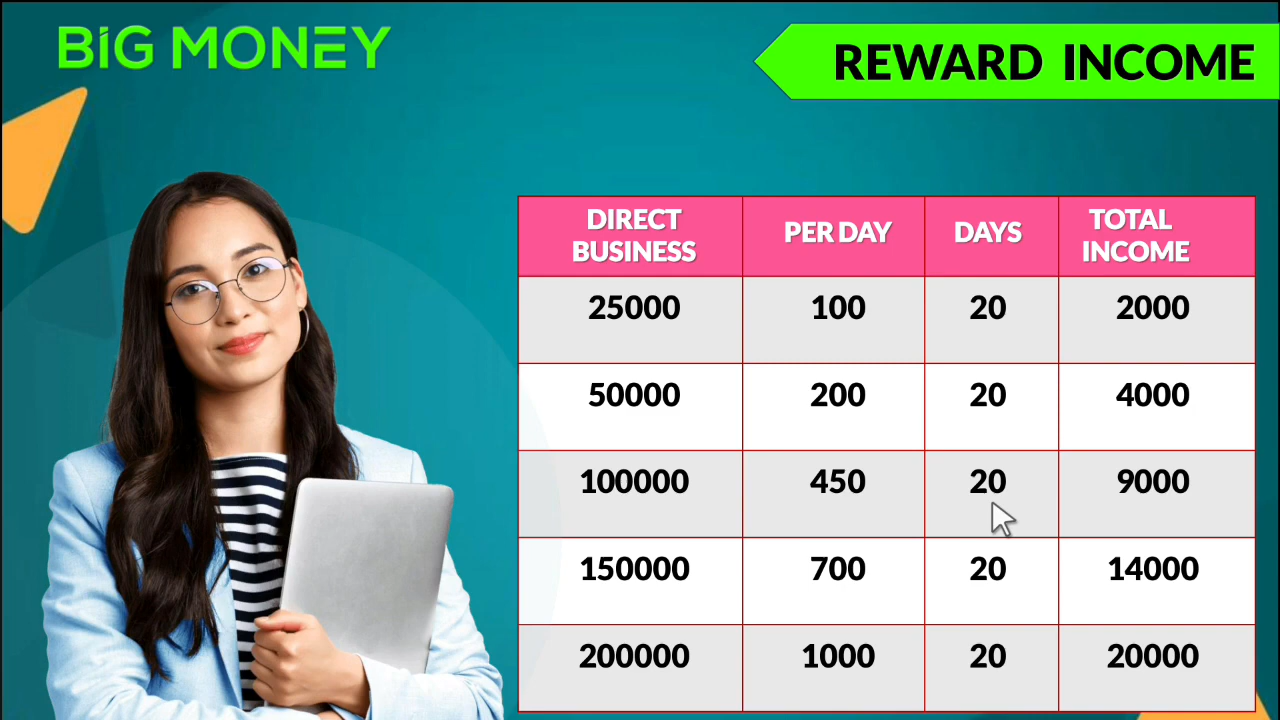 BIG MONEY
REWARD INCOME
DIRECT BUSINESS PER DAY DAYS TOTAL INCOME
25000 100 20 2000
50000 200 20 4000
100000 450 20 9000
150000 700 20 14000
200000 1000 20 20000